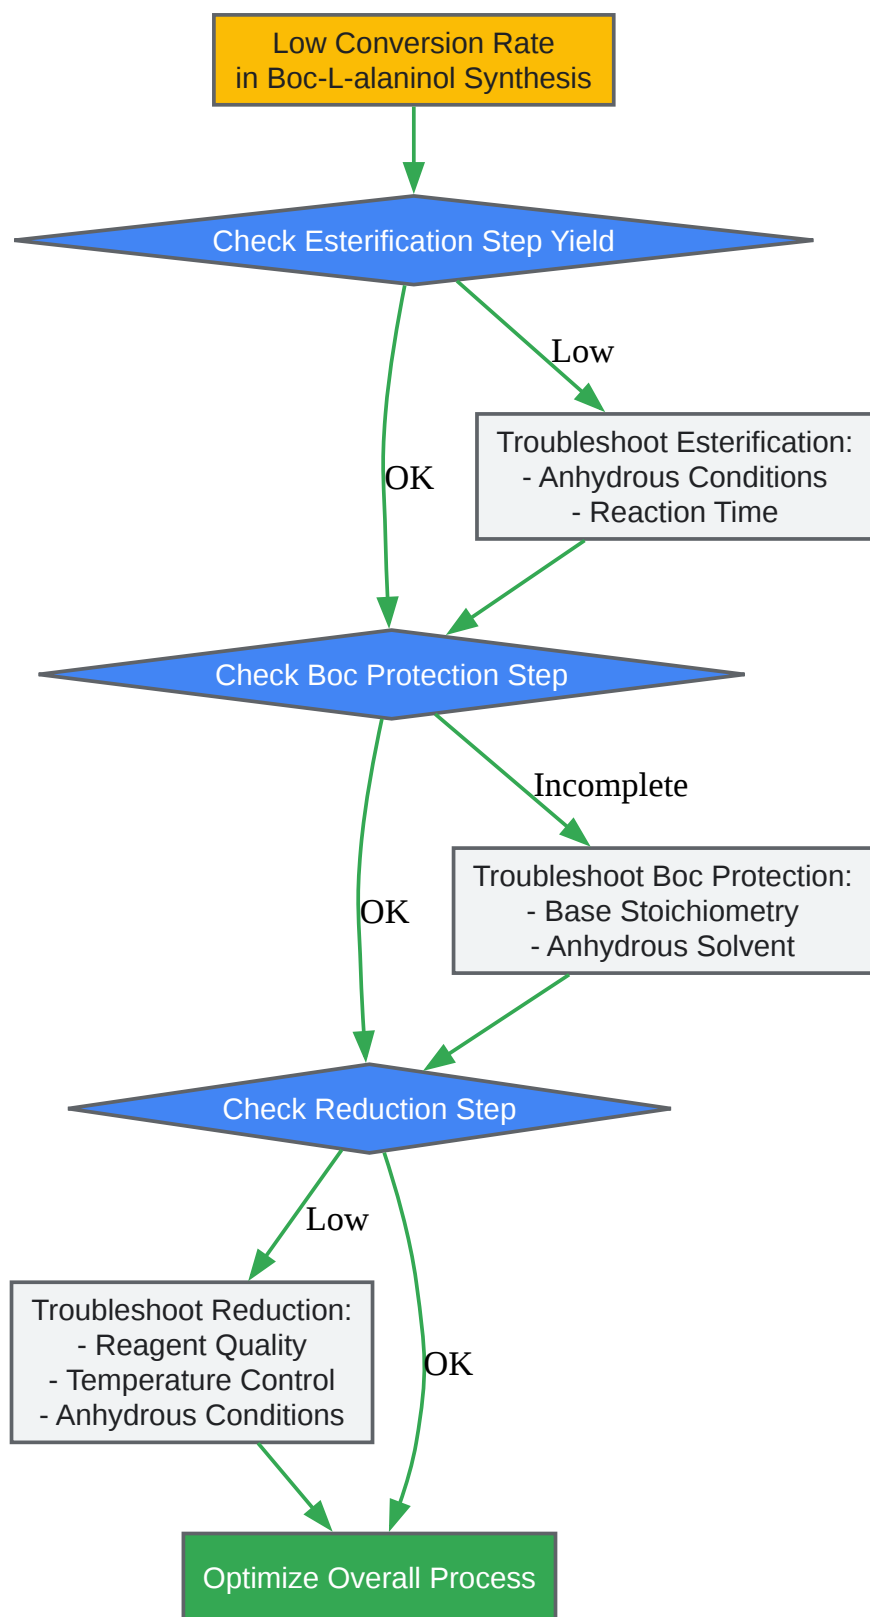 Low Conversion Rate
in Boc-L-alaninol Synthesis
Check Esterification Step Yield
Low
Troubleshoot Esterification:
- Anhydrous Conditions
- Reaction Time
OK
Check Boc Protection Step
Incomplete
Troubleshoot Boc Protection:
- Base Stoichiometry
- Anhydrous Solvent
OK
Check Reduction Step
Low
Troubleshoot Reduction:
- Reagent Quality
- Temperature Control
- Anhydrous Conditions
OK
Optimize Overall Process